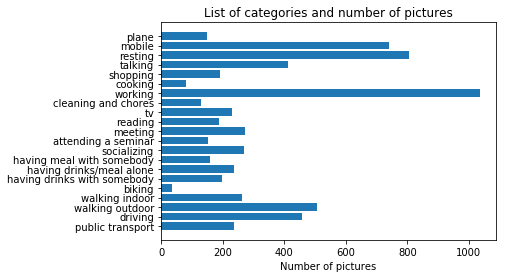 List of categories and number of pictures
plane
mobile
resting
talking
shopping
cooking
working
cleaning and chores
tv
reading
meeting
attending a seminar
socializing
having meal with somebody
having drinks/meal alone
having drinks with somebody
biking
walking indoor
walking outdoor
driving
public transport
0 200 400 600 800 1000
Number of pictures